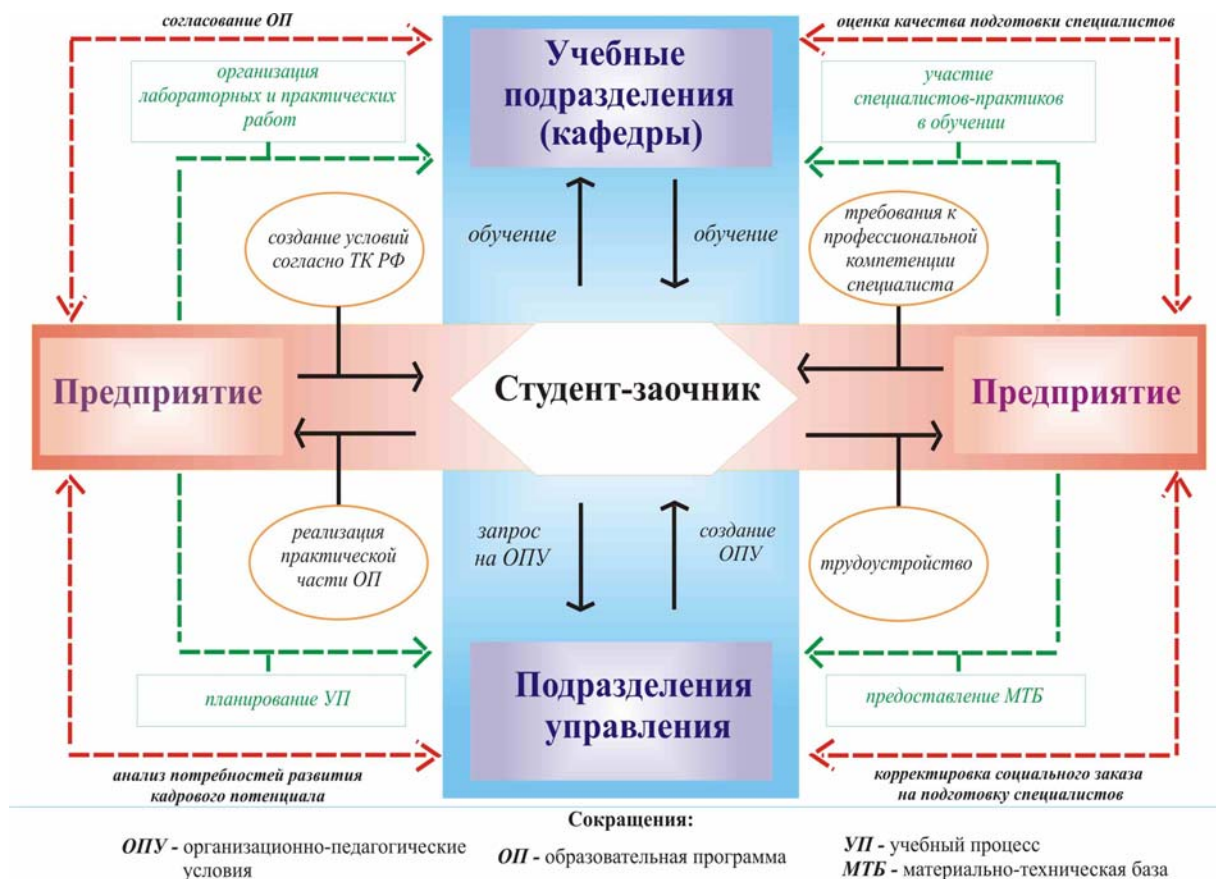 согласование ОП
оценка качества подготовки специалистов
Учебные
подразделения
(кафедры)
организация
лабораторных и практических
работ
участие
специалистов-практиков
в обучении
создание условий
согласно ТК РФ
обучение
обучение
требования к
профессиональной
компетенции
специалиста
Предприятие
Студент-заочник
Предприятие
реализация
практической
части ОП
запрос
на ОПУ
создание
ОПУ
трудоустройство
планирование УП
Подразделения
управления
предоставление МТБ
анализ потребностей развития
кадрового потенциала
корректировка социального заказа
на подготовку специалистов
Сокращения:
ОПУ - организационно-педагогические
условия
ОП - образовательная программа
УП - учебный процесс
МТБ - материально-техническая база